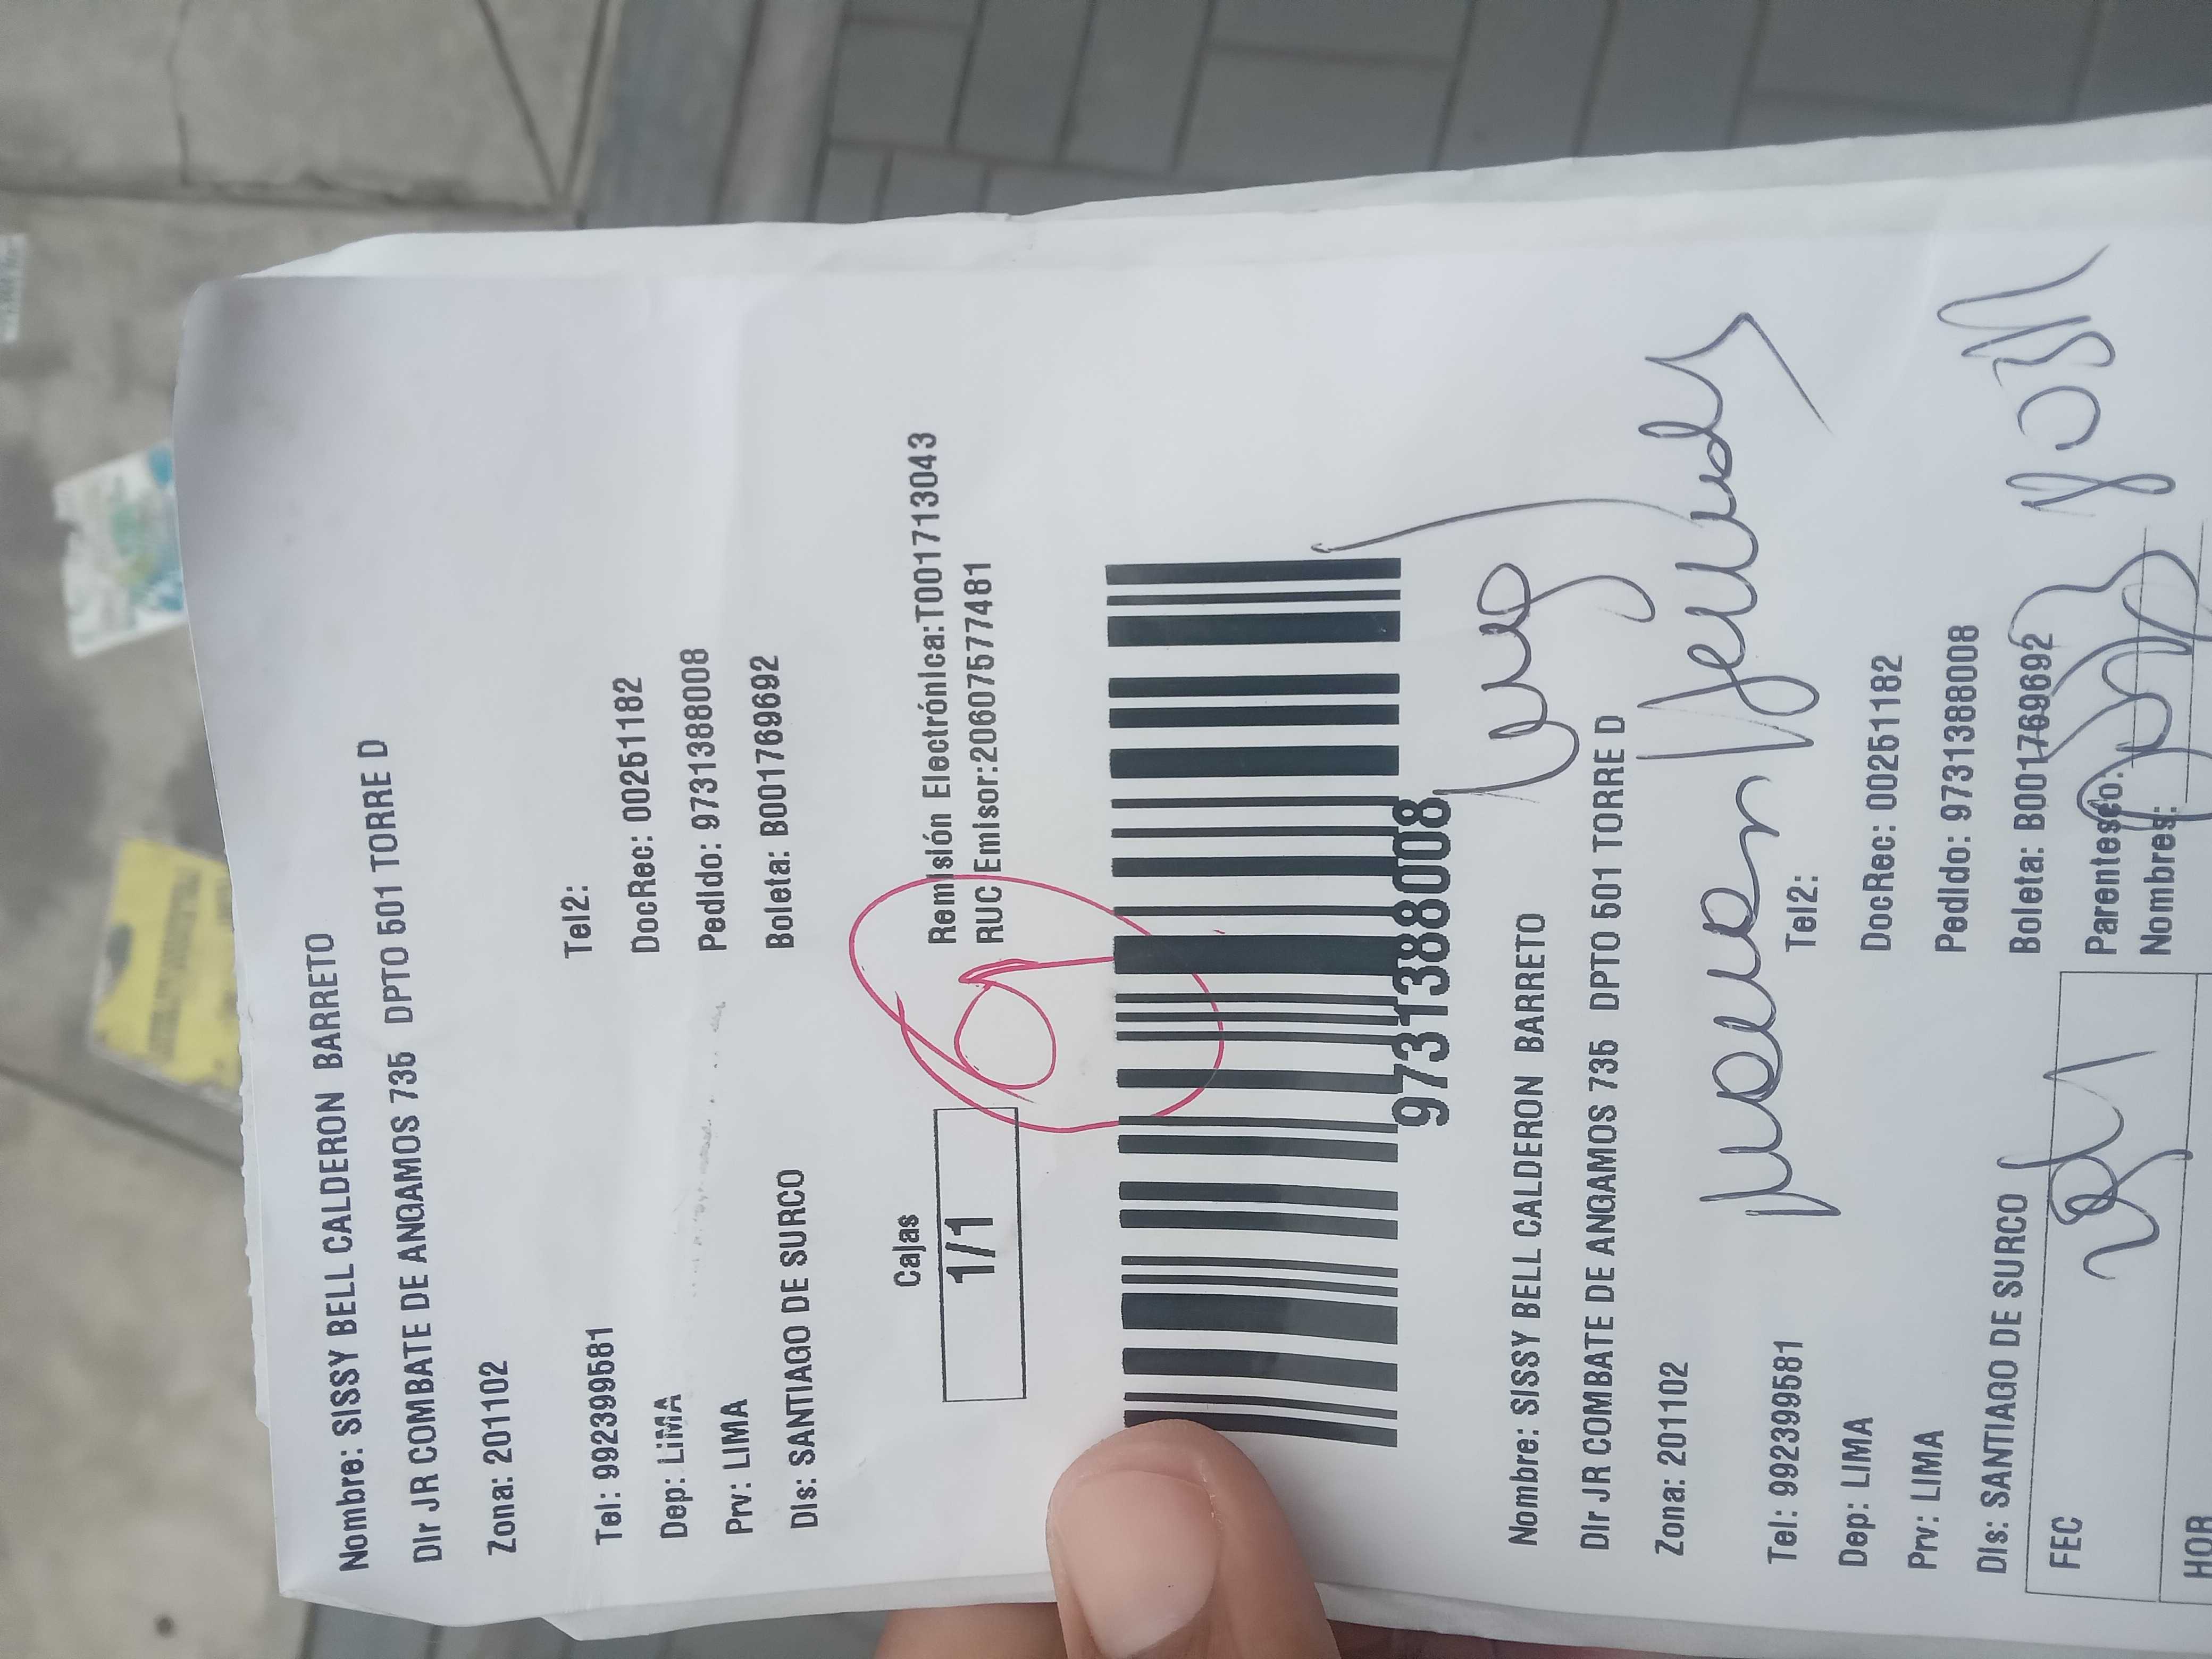 Nombre: SISSY BELL CALDERON BARRETO
Dir JR COMBATE DE ANGAMOS 735 DPTO 501 TORRE D
Zona: 201102
Tel: 992399581 Tel2:
Dep: LIMA DocRec: 00251182
Prv: LIMA Pedido: 9731388008
Dis: SANTIAGO DE SURCO Boleta: B001769692
Cajas
1/1
Remisión Electrónica:T001713043
RUC Emisor:20607577481
9731388008
Nombre: SISSY BELL CALDERON BARRETO
Dir JR COMBATE DE ANGAMOS 735 DPTO 501 TORRE D
Zona: 201102
Tel: 992399581 Tel2:
Dep: LIMA DocRec: 00251182
Prv: LIMA Pedido: 9731388008
Dis: SANTIAGO DE SURCO Boleta: B001769692
FEC Parentesco:
Nombres:
HOR